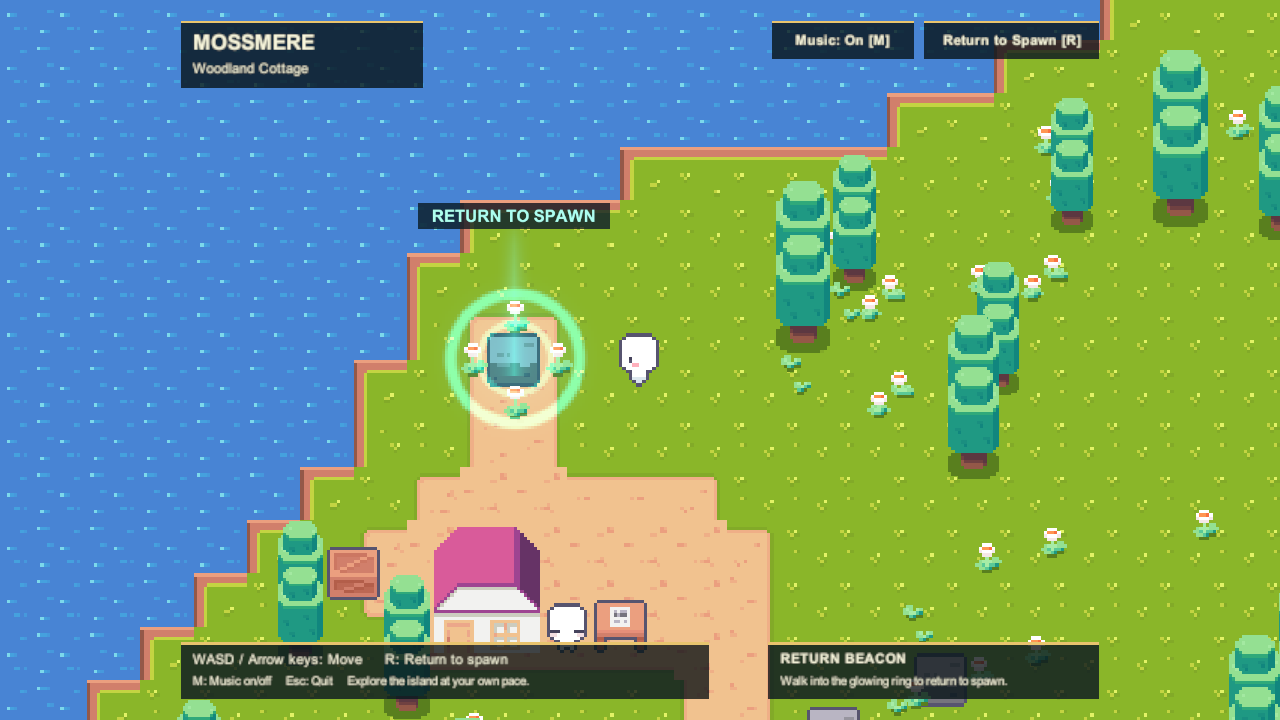 MOSSMERE
Woodland Cottage
Music: On [M]
Return to Spawn [R]
RETURN TO SPAWN
WASD / Arrow keys: Move R: Return to spawn
M: Music on/off Esc: Quit Explore the island at your own pace.
RETURN BEACON
Walk into the glowing ring to return to spawn.